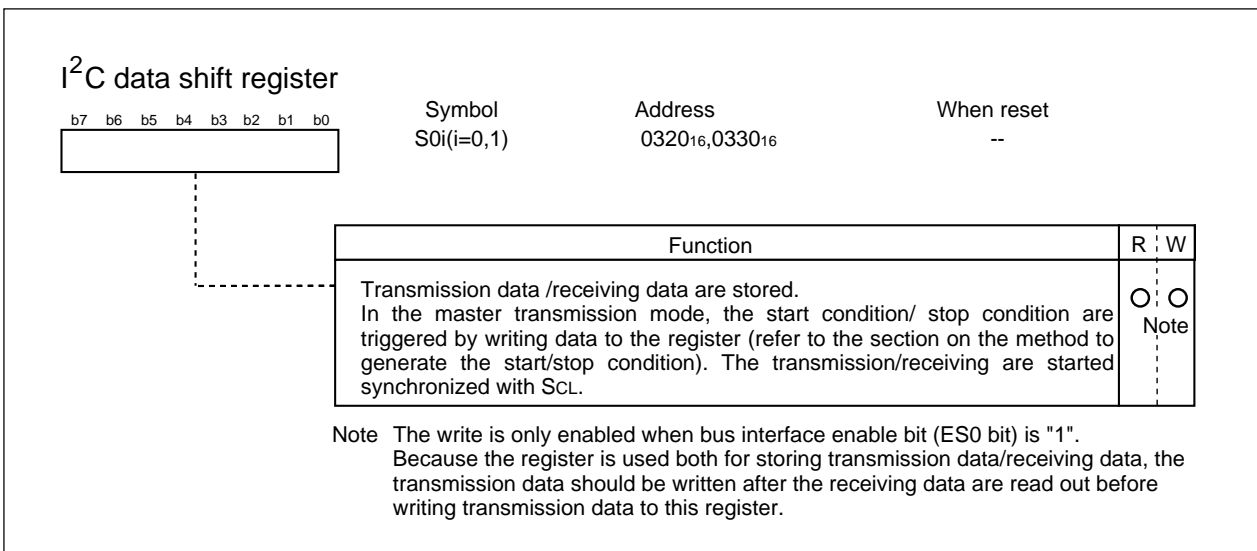 I²C data shift register
b7 b6 b5 b4 b3 b2 b1 b0
Symbol Address When reset
S0i(i=0,1) 0320₁₆,0330₁₆ --
Function R W
Transmission data /receiving data are stored.
In the master transmission mode, the start condition/ stop condition are
triggered by writing data to the register (refer to the section on the method to
generate the start/stop condition). The transmission/receiving are started
synchronized with SCL.
Note
Note The write is only enabled when bus interface enable bit (ES0 bit) is "1".
Because the register is used both for storing transmission data/receiving data, the
transmission data should be written after the receiving data are read out before
writing transmission data to this register.